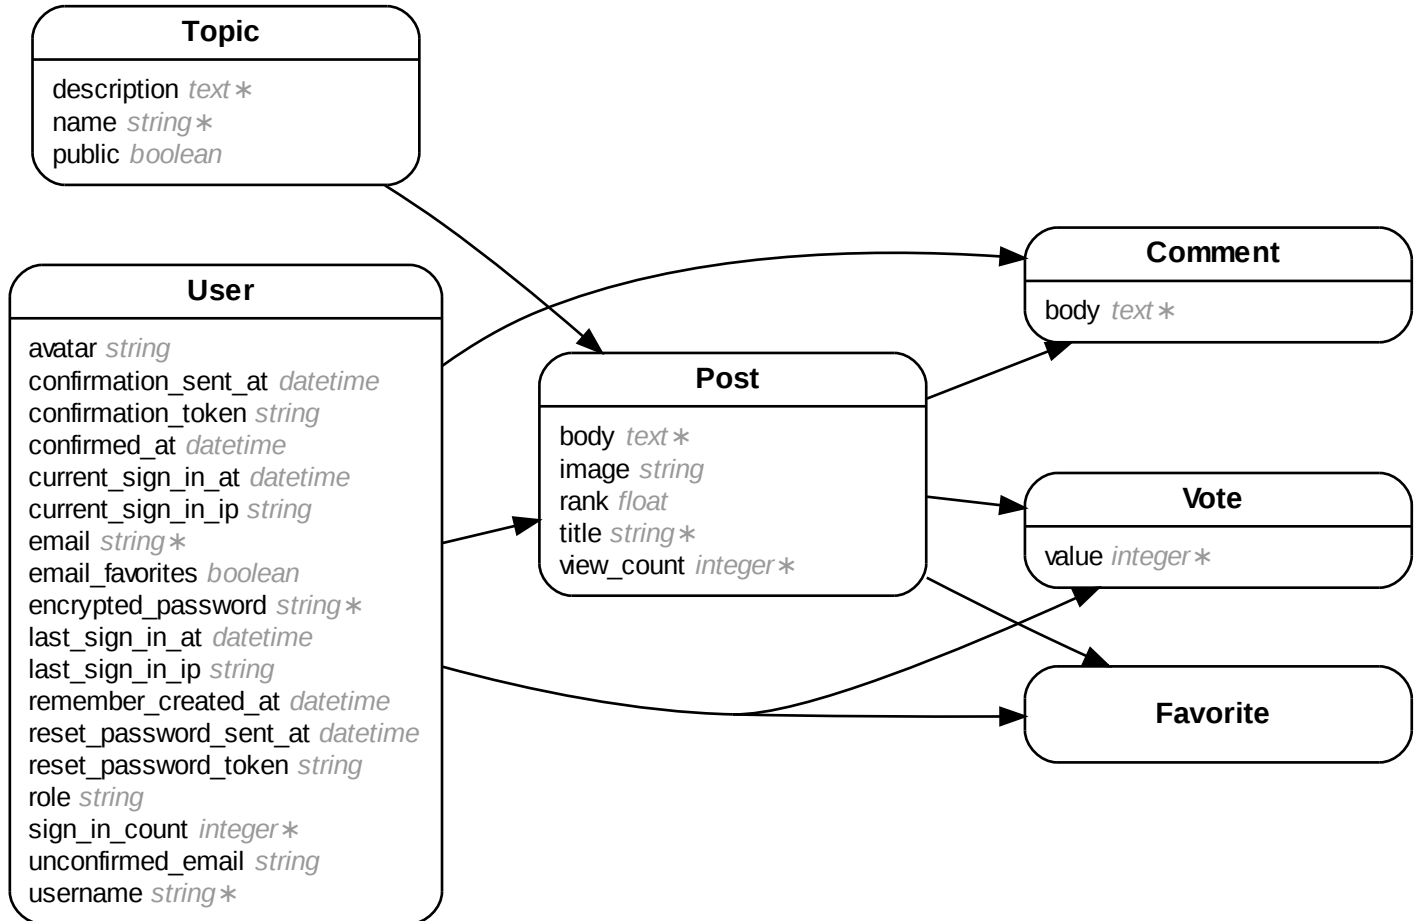 Topic
description text∗
name string∗
public boolean
User
avatar string
confirmation_sent_at datetime
confirmation_token string
confirmed_at datetime
current_sign_in_at datetime
current_sign_in_ip string
email string∗
email_favorites boolean
encrypted_password string∗
last_sign_in_at datetime
last_sign_in_ip string
remember_created_at datetime
reset_password_sent_at datetime
reset_password_token string
role string
sign_in_count integer∗
unconfirmed_email string
username string∗
Post
body text∗
image string
rank float
title string∗
view_count integer∗
Comment
body text∗
Vote
value integer∗
Favorite